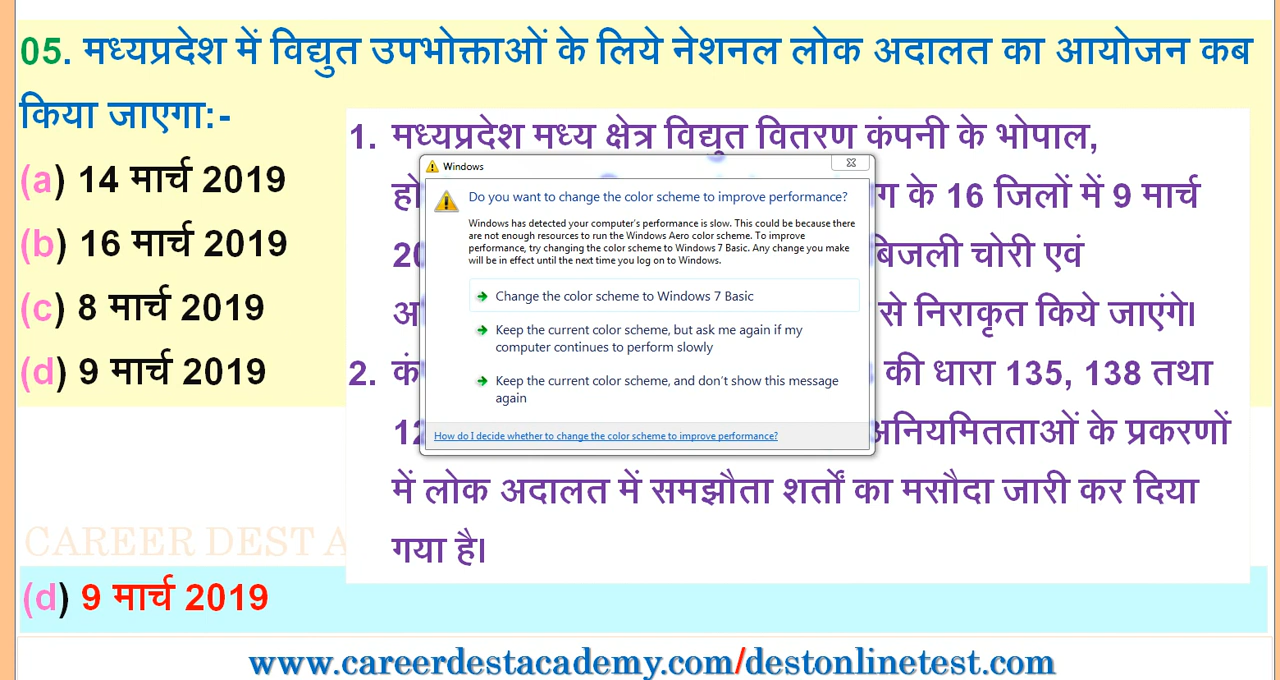 05. मध्यप्रदेश में विद्युत उपभोक्ताओं के लिये नेशनल लोक अदालत का आयोजन कब
किया जाएगा:-
(a) 14 मार्च 2019
(b) 16 मार्च 2019
(c) 8 मार्च 2019
(d) 9 मार्च 2019
1. मध्यप्रदेश मध्य क्षेत्र विद्युत वितरण कंपनी के भोपाल,
के 16 जिलों में 9 मार्च
बिजली चोरी एवं
से निराकृत किये जाएंगे।
2. की धारा 135, 138 तथा
अनियमितताओं के प्रकरणों
में लोक अदालत में समझौता शर्तों का मसौदा जारी कर दिया
गया है।
Windows
Do you want to change the color scheme to improve performance?
Windows has detected your computer's performance is slow. This could be because there
are not enough resources to run the Windows Aero color scheme. To improve
performance, try changing the color scheme to Windows 7 Basic. Any change you make
will be in effect until the next time you log on to Windows.
Change the color scheme to Windows 7 Basic
Keep the current color scheme, but ask me again if my
computer continues to perform slowly
Keep the current color scheme, and don't show this message
again
How do I decide whether to change the color scheme to improve performance?
CAREER DEST A
(d) 9 मार्च 2019
www.careerdestacademy.com/destonlinetest.com